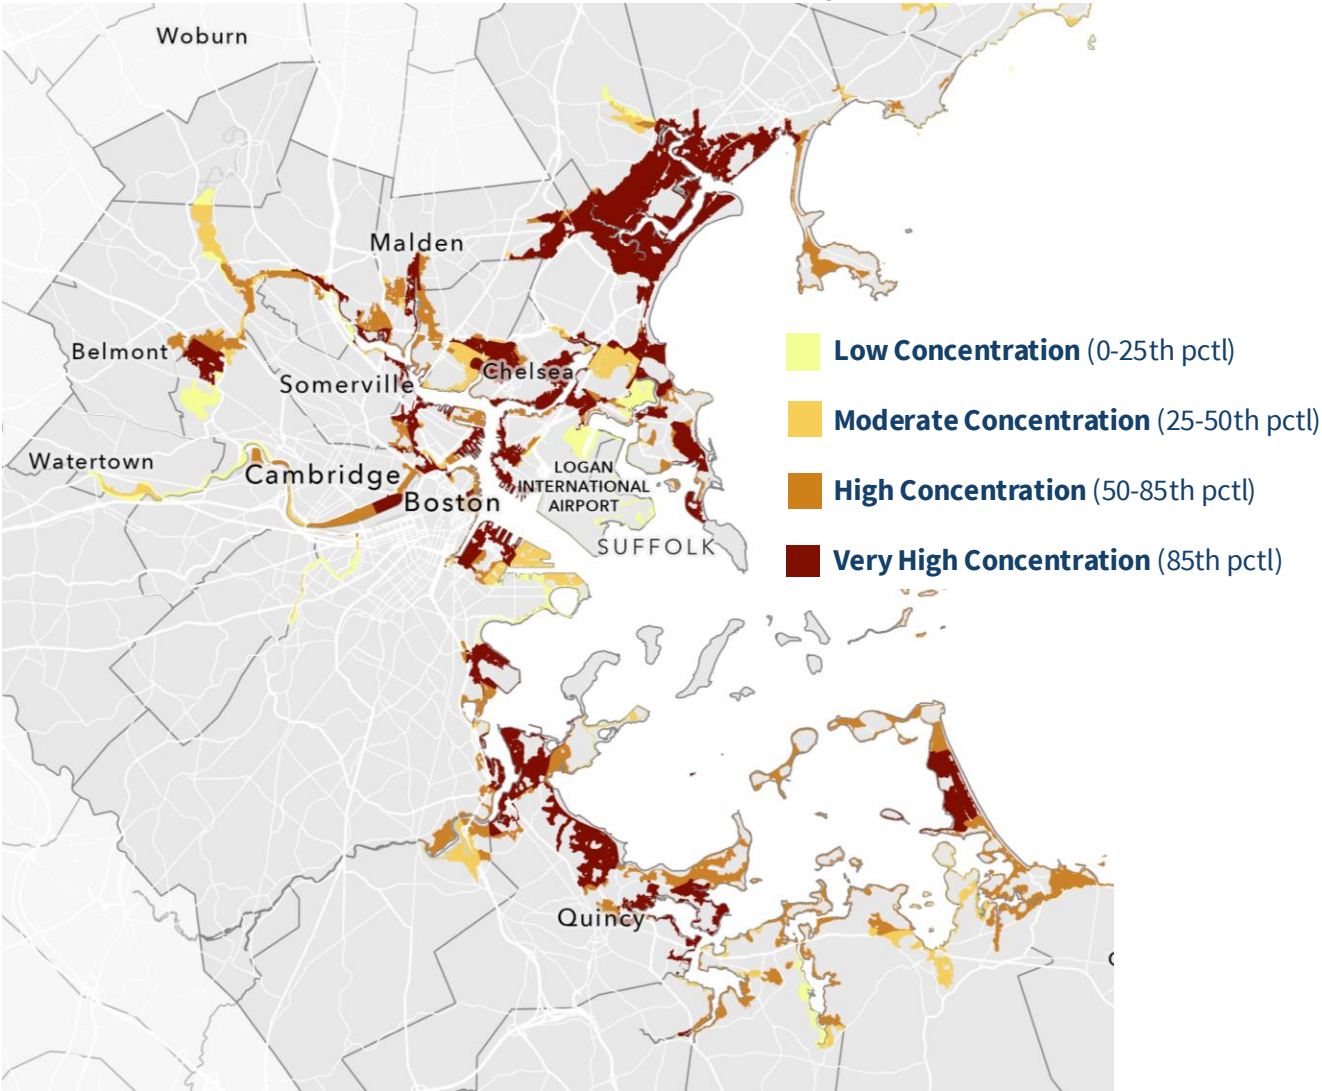 Woburn
Malden
Belmont
Somerville
Chelsea
Watertown
Cambridge
Boston
LOGAN
INTERNATIONAL
AIRPORT
SUFFOLK
Quincy
Low Concentration (0-25th pctl)
Moderate Concentration (25-50th pctl)
High Concentration (50-85th pctl)
Very High Concentration (85th pctl)